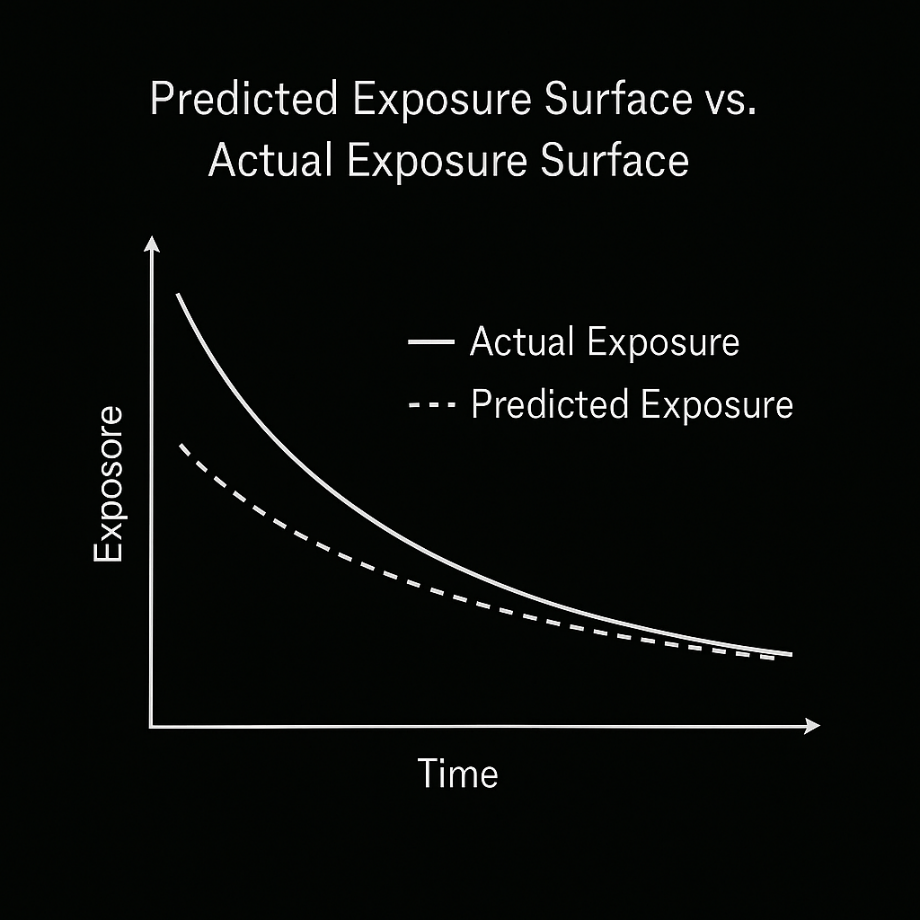 Predicted Exposure Surface vs.
Actual Exposure Surface
Actual Exposure
Predicted Exposure
Exposore
Time